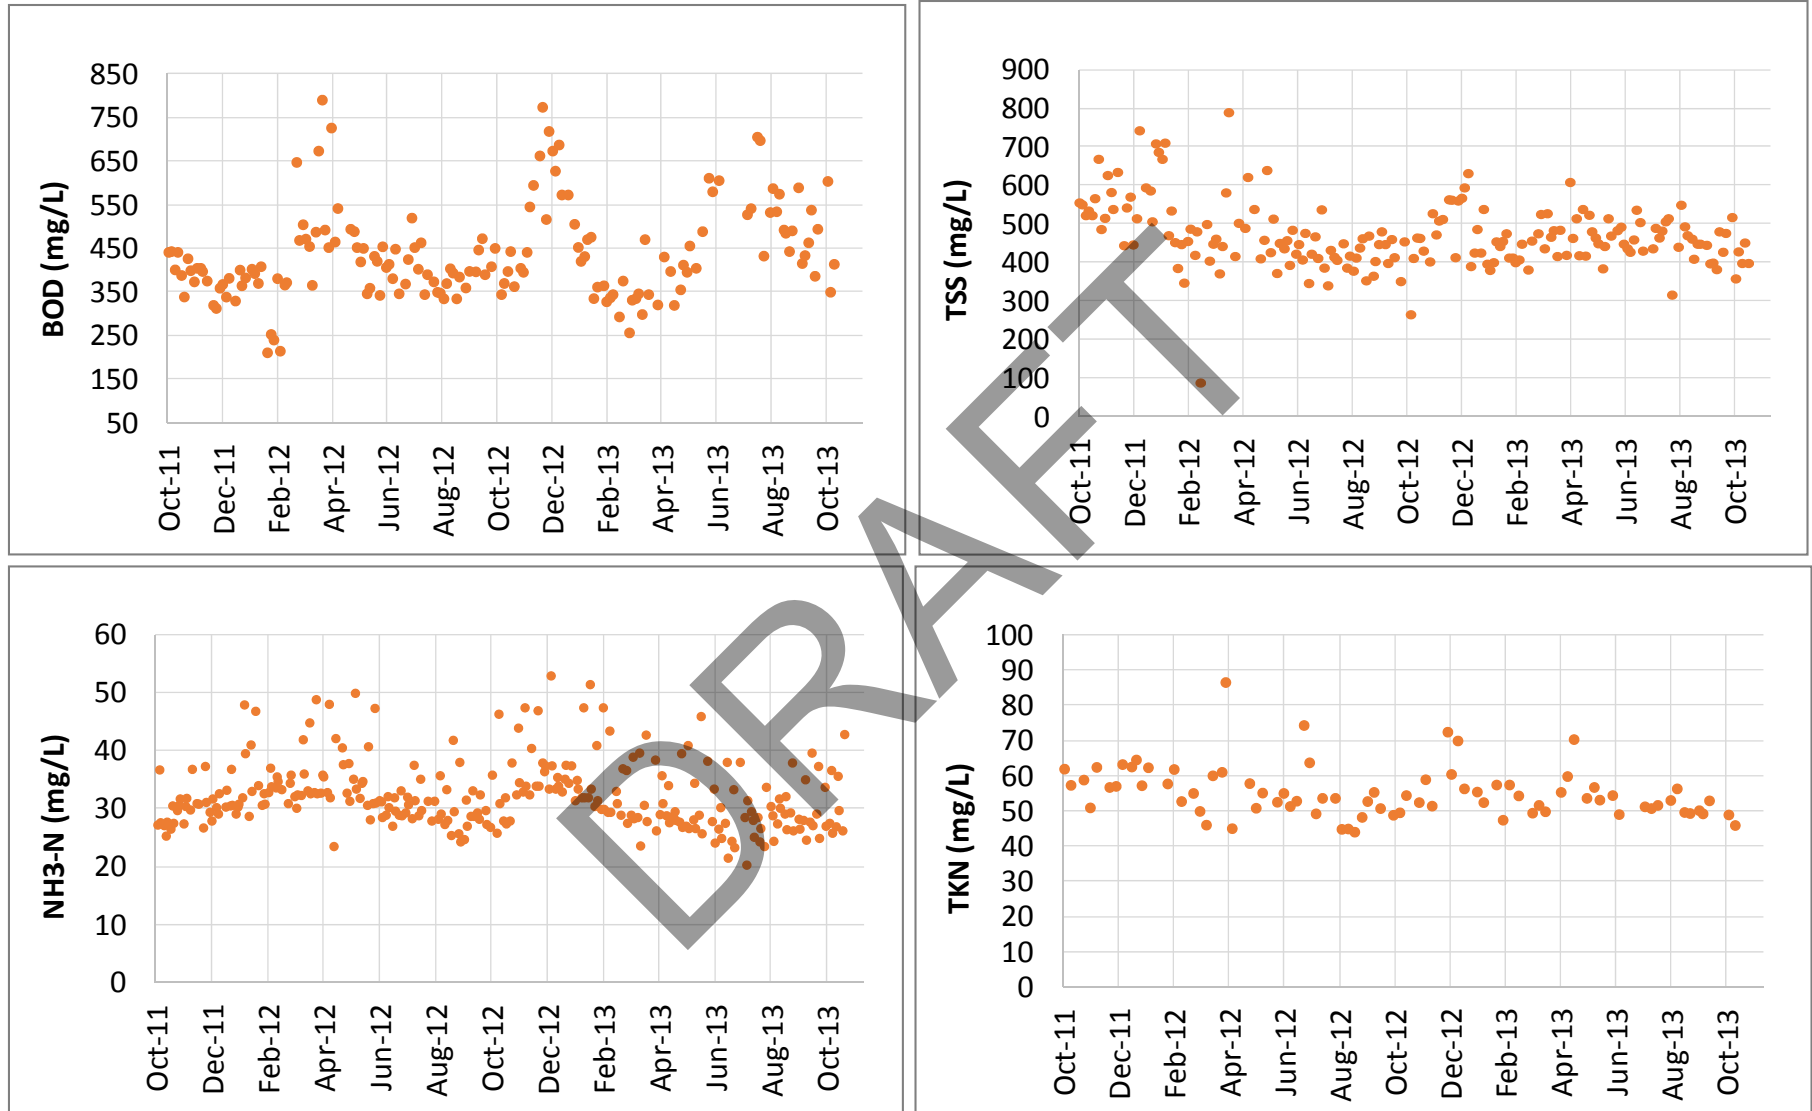 BOD (mg/L)
850
750
650
550
450
350
250
150
50
Oct-11
Dec-11
Feb-12
Apr-12
Jun-12
Aug-12
Oct-12
Dec-12
Feb-13
Apr-13
Jun-13
Aug-13
Oct-13
TSS (mg/L)
900
800
700
600
500
400
300
200
100
0
Oct-11
Dec-11
Feb-12
Apr-12
Jun-12
Aug-12
Oct-12
Dec-12
Feb-13
Apr-13
Jun-13
Aug-13
Oct-13
NH3-N (mg/L)
60
50
40
30
20
10
0
Oct-11
Dec-11
Feb-12
Apr-12
Jun-12
Aug-12
Oct-12
Dec-12
Feb-13
Apr-13
Jun-13
Aug-13
Oct-13
TKN (mg/L)
100
90
80
70
60
50
40
30
20
10
0
Oct-11
Dec-11
Feb-12
Apr-12
Jun-12
Aug-12
Oct-12
Dec-12
Feb-13
Apr-13
Jun-13
Aug-13
Oct-13
DRAFT